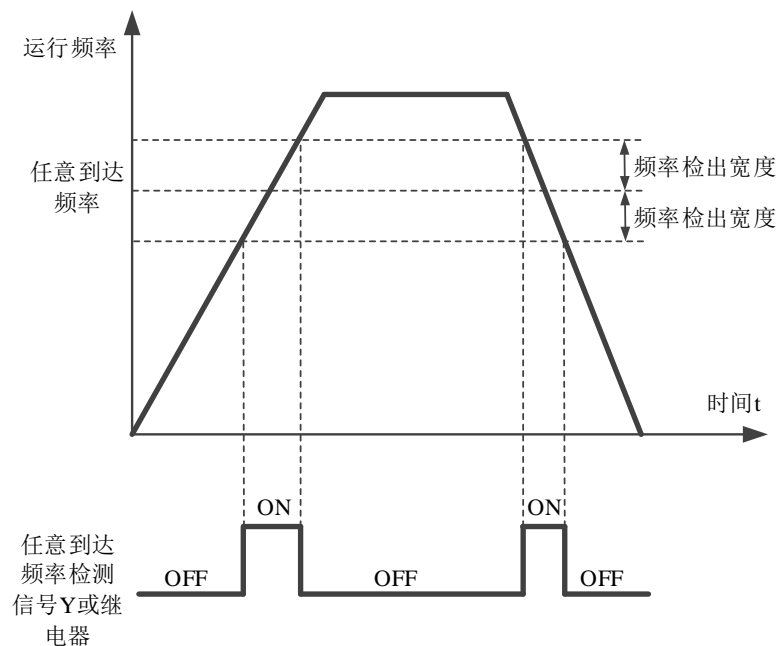 运行频率
任意到达
频率
频率检出宽度
频率检出宽度
时间t
ON
ON
任意到达
频率检测
信号Y或继
电器
OFF
OFF
OFF